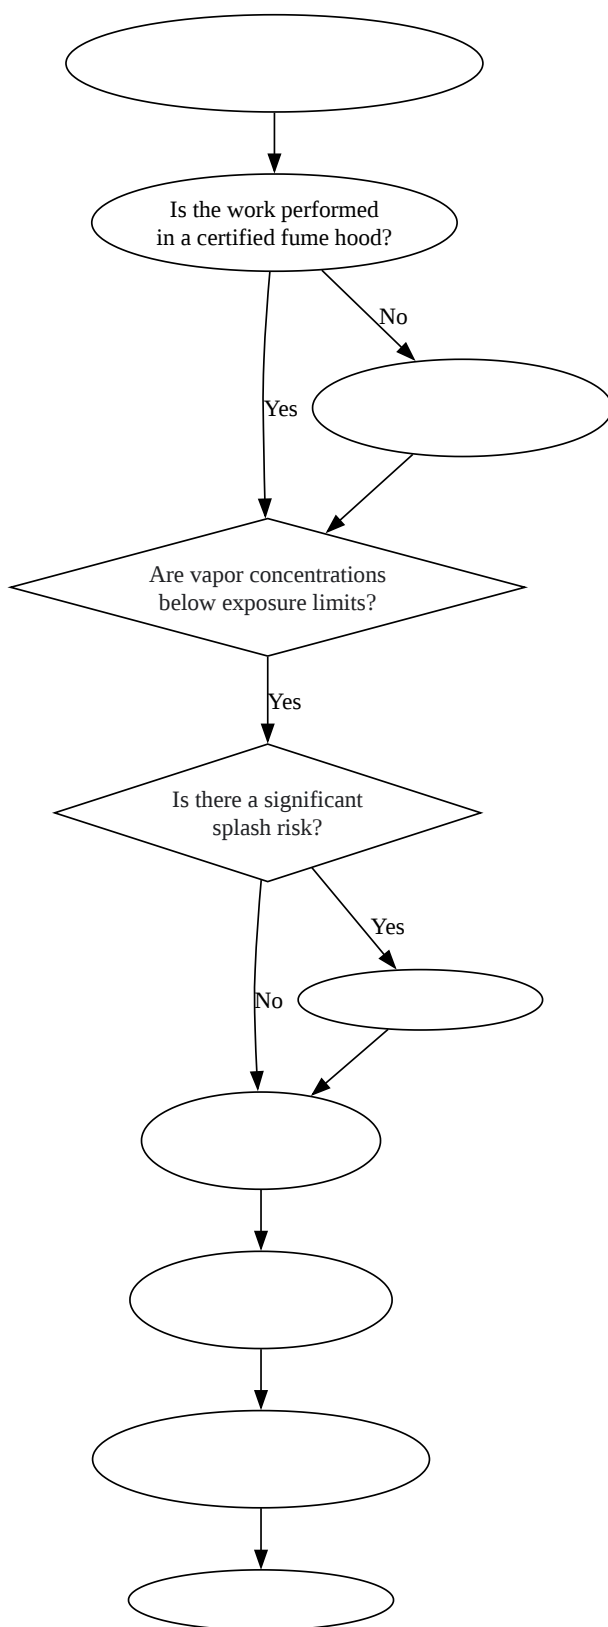 Is the work performed
in a certified fume hood?
No
Yes
Are vapor concentrations
below exposure limits?
Yes
Is there a significant
splash risk?
Yes
No